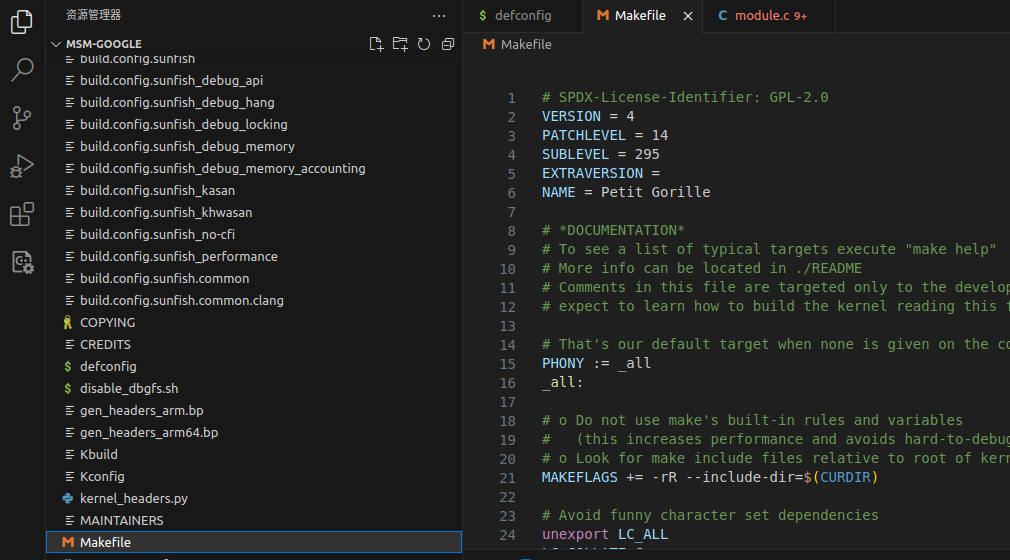 资源管理器
MSM-GOOGLE
build.config.sunfish
build.config.sunfish_debug_api
build.config.sunfish_debug_hang
build.config.sunfish_debug_locking
build.config.sunfish_debug_memory
build.config.sunfish_debug_memory_accounting
build.config.sunfish_kasan
build.config.sunfish_khwasan
build.config.sunfish_no-cfi
build.config.sunfish_performance
build.config.sunfish.common
build.config.sunfish.common.clang
COPYING
CREDITS
$ defconfig
$ disable_dbgfs.sh
gen_headers_arm.bp
gen_headers_arm64.bp
Kbuild
Kconfig
kernel_headers.py
MAINTAINERS
M Makefile
$ defconfig
M Makefile
C module.c 9+
M Makefile
1 # SPDX-License-Identifier: GPL-2.0
2 VERSION = 4
3 PATCHLEVEL = 14
4 SUBLEVEL = 295
5 EXTRAVERSION =
6 NAME = Petit Gorille
7
8 # *DOCUMENTATION*
9 # To see a list of typical targets execute "make help"
10 # More info can be located in ./README
11 # Comments in this file are targeted only to the develop
12 # expect to learn how to build the kernel reading this
13
14 # That's our default target when none is given on the co
15 PHONY := _all
16 _all:
17
18 # o Do not use make's built-in rules and variables
19 #   (this increases performance and avoids hard-to-debug
20 # o Look for make include files relative to root of kern
21 MAKEFLAGS += -rR --include-dir=$(CURDIR)
22
23 # Avoid funny character set dependencies
24 unexport LC_ALL